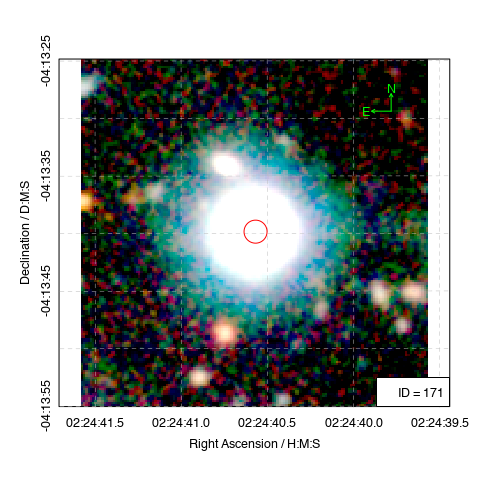 -04:13:25
-04:13:35
-04:13:45
-04:13:55
Declination / D:M:S
N
E
ID = 171
02:24:41.5 02:24:41.0 02:24:40.5 02:24:40.0 02:24:39.5
Right Ascension / H:M:S